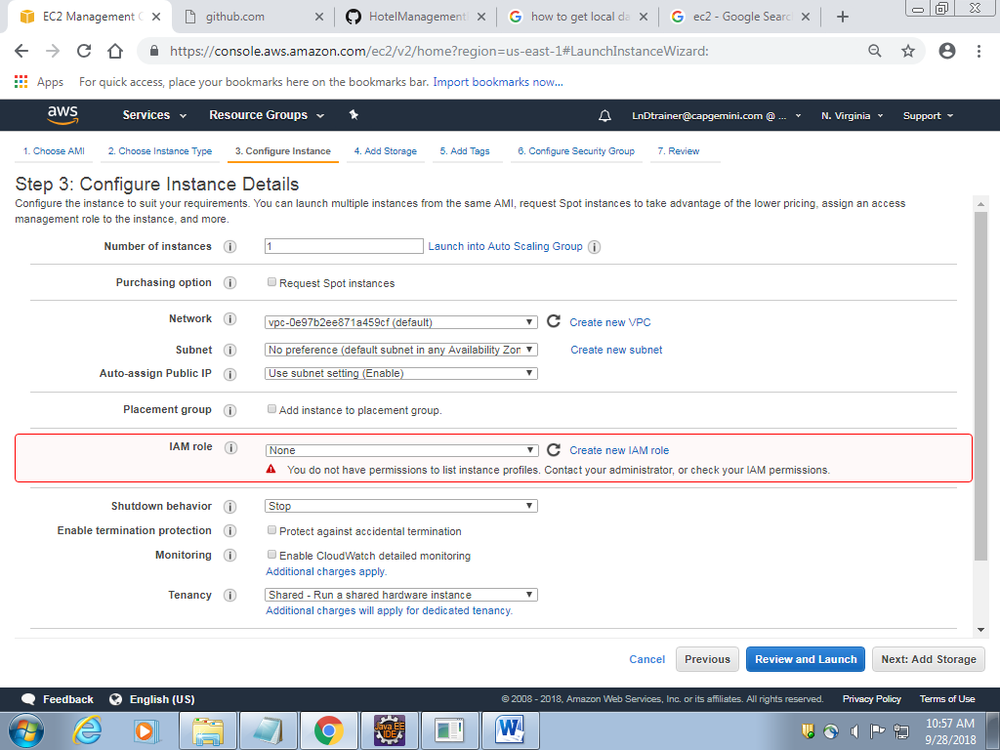 EC2 Management C
github.com
HotelManagement
how to get local da
ec2 - Google Searc
https://console.aws.amazon.com/ec2/v2/home?region=us-east-1#LaunchInstanceWizard:
Apps For quick access, place your bookmarks here on the bookmarks bar. Import bookmarks now...
aws Services Resource Groups LnDtrainer@capgemini.com @ ... N. Virginia Support
1. Choose AMI 2. Choose Instance Type 3. Configure Instance 4. Add Storage 5. Add Tags 6. Configure Security Group 7. Review
Step 3: Configure Instance Details
Configure the instance to suit your requirements. You can launch multiple instances from the same AMI, request Spot instances to take advantage of the lower pricing, assign an access
management role to the instance, and more.
Number of instances i 1 Launch into Auto Scaling Group i
Purchasing option i Request Spot instances
Network i vpc-0e97b2ee871a459cf (default) Create new VPC
Subnet i No preference (default subnet in any Availability Zon Create new subnet
Auto-assign Public IP i Use subnet setting (Enable)
Placement group i Add instance to placement group.
IAM role i None Create new IAM role
You do not have permissions to list instance profiles. Contact your administrator, or check your IAM permissions.
Shutdown behavior i Stop
Enable termination protection i Protect against accidental termination
Monitoring i Enable CloudWatch detailed monitoring
Additional charges apply.
Tenancy i Shared - Run a shared hardware instance
Additional charges will apply for dedicated tenancy.
Cancel Previous Review and Launch Next: Add Storage
Feedback English (US) © 2008 - 2018, Amazon Web Services, Inc. or its affiliates. All rights reserved. Privacy Policy Terms of Use
Java EE
IDE
W
10:57 AM
9/28/2018